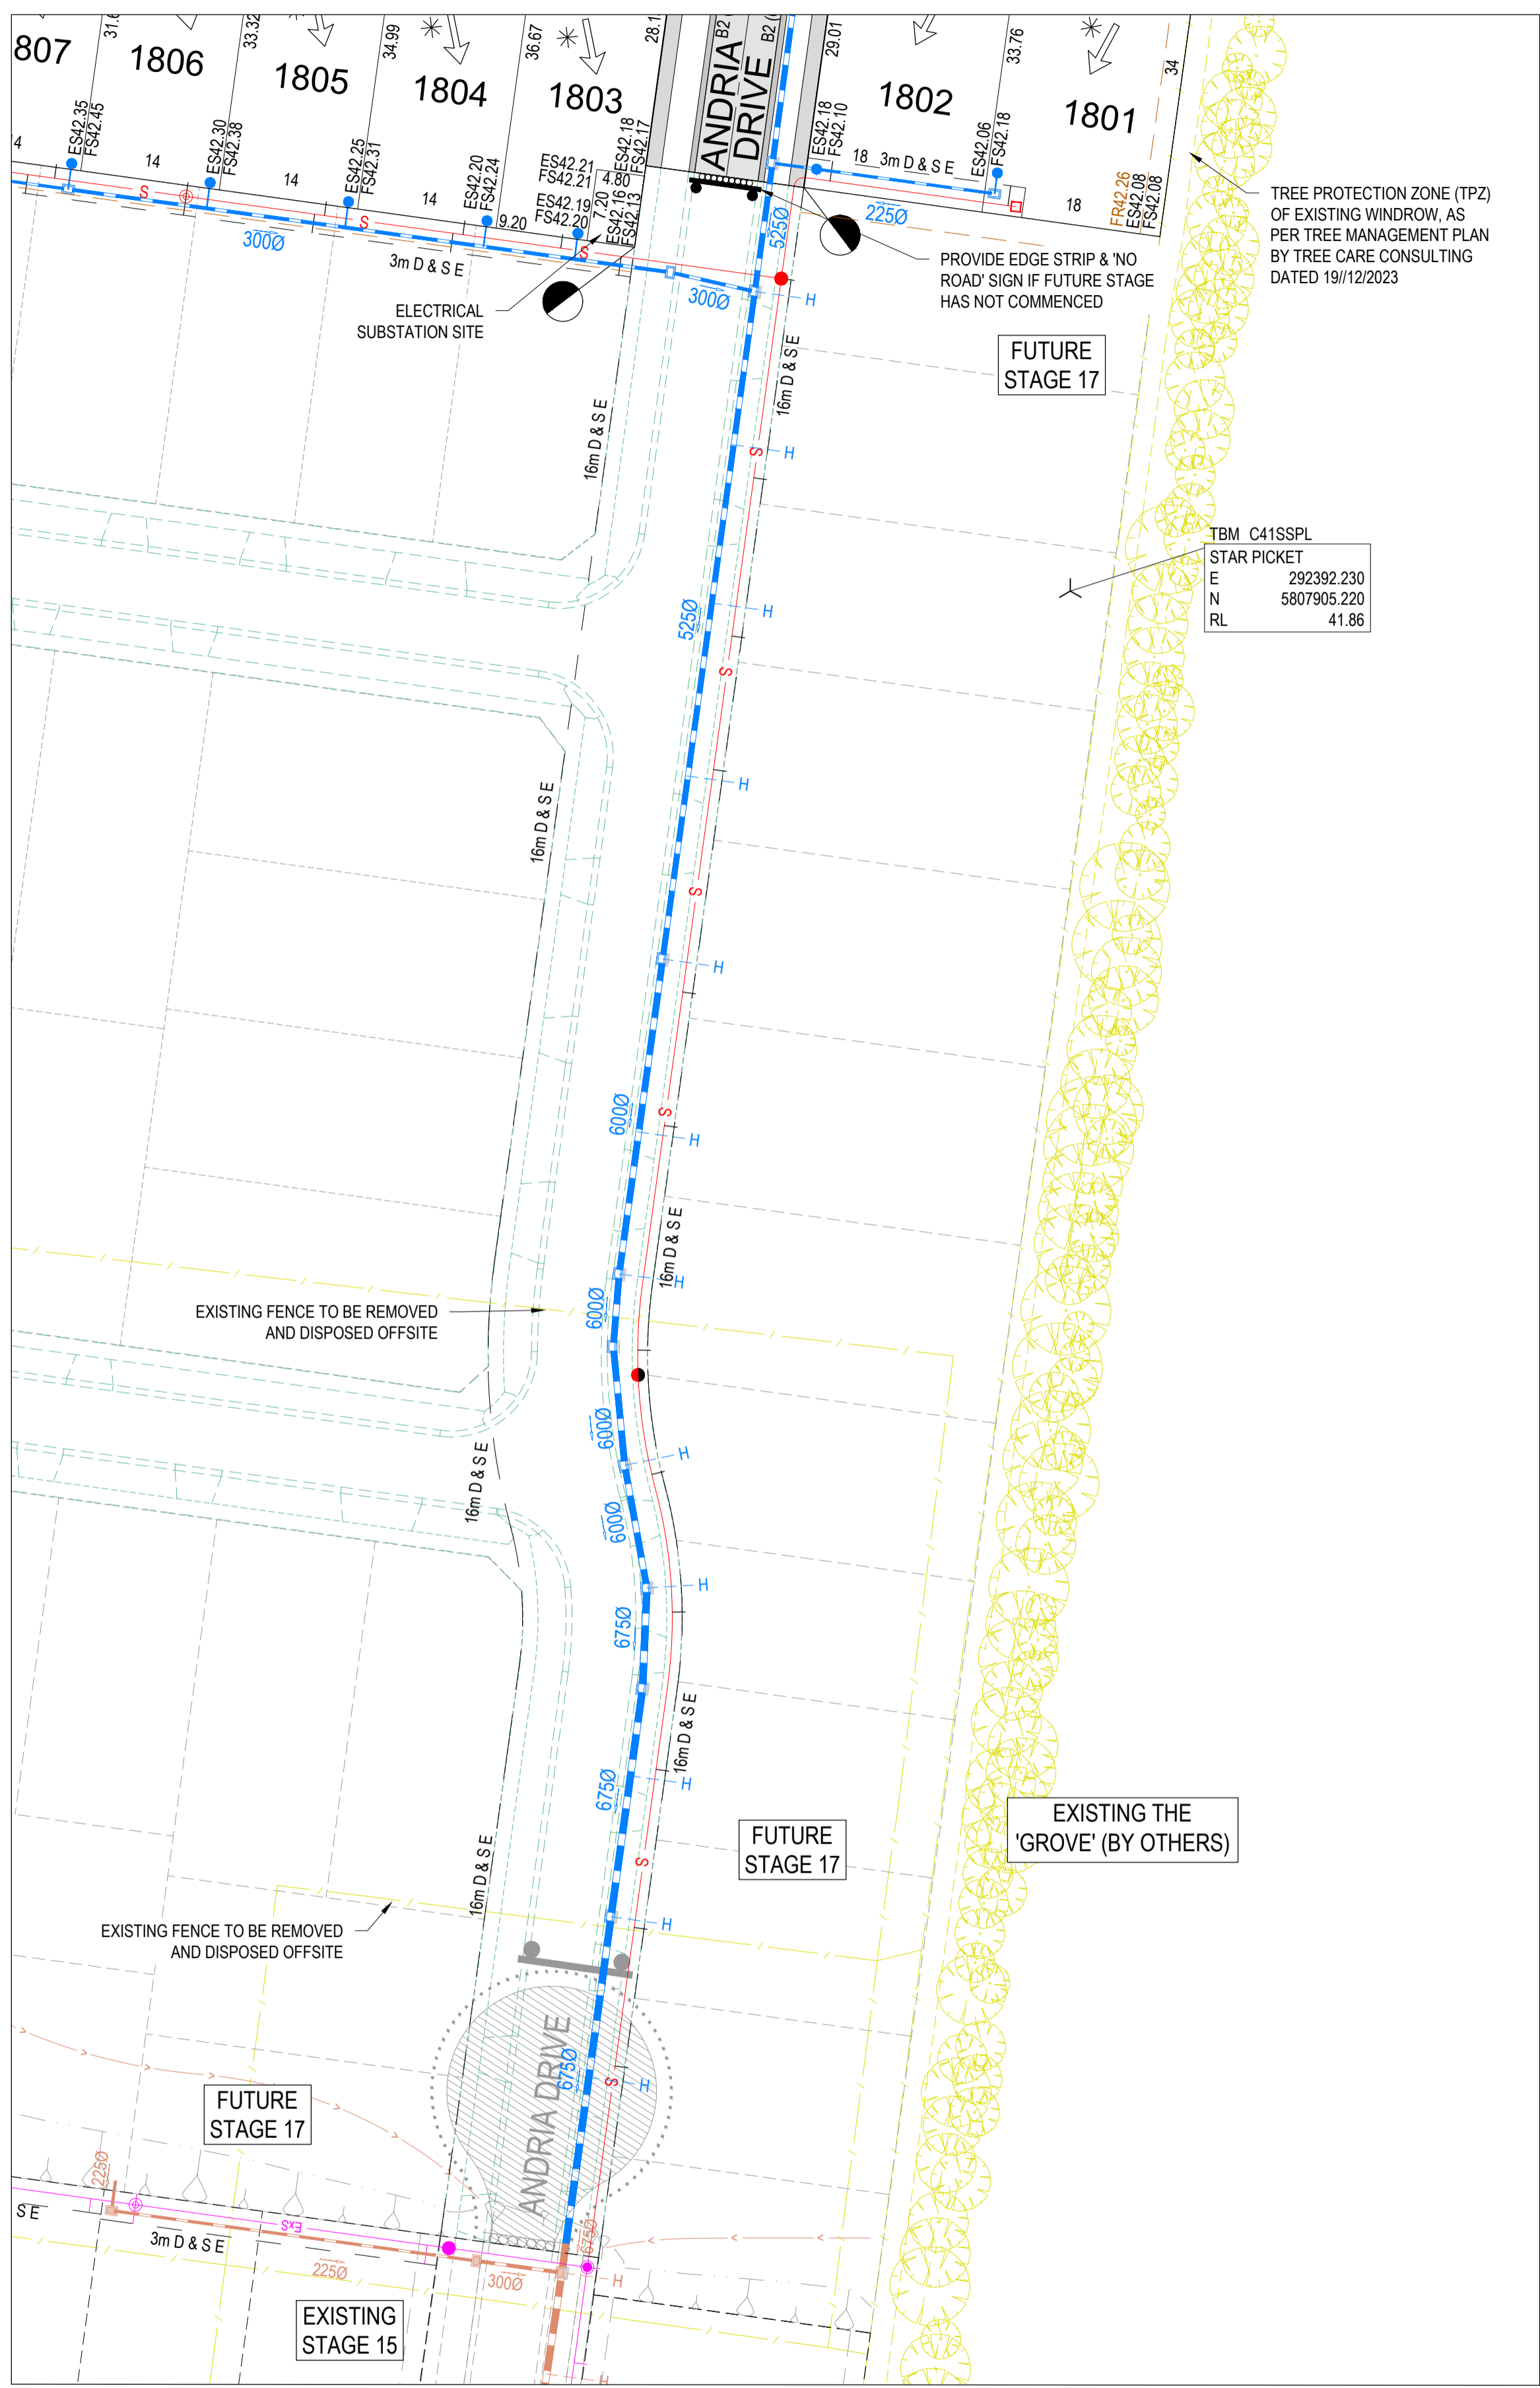 807
1806
1805
1804
1803
1802
1801
33.32
34.99
36.67
29.01
33.76
34
ANDRIA
DRIVE
ES42.35
FS42.45
ES42.30
FS42.38
ES42.25
FS42.31
ES42.20
FS42.24
ES42.21
FS42.21
ES42.19
FS42.20
ES42.18
FS42.17
ES42.16
FS42.13
ES42.18
FS42.10
ES42.06
FS42.18
FR42.26
ES42.08
FS42.08
14
14
14
14
9.20
7.20
4.80
18
3m D & S E
18
S
S
S
300Ø
3m D & S E
300Ø
525Ø
225Ø
H
ELECTRICAL
SUBSTATION SITE
PROVIDE EDGE STRIP & 'NO
ROAD' SIGN IF FUTURE STAGE
HAS NOT COMMENCED
TREE PROTECTION ZONE (TPZ)
OF EXISTING WINDROW, AS
PER TREE MANAGEMENT PLAN
BY TREE CARE CONSULTING
DATED 19//12/2023
FUTURE
STAGE 17
16m D & S E
16m D & S E
S
H
TBM C41SSPL
STAR PICKET
E 292392.230
N 5807905.220
RL 41.86
525Ø
H
S
H
16m D & S E
S
H
600Ø
S
H
16m D & S E
H
600Ø
EXISTING FENCE TO BE REMOVED
AND DISPOSED OFFSITE
600Ø
H
16m D & S E
600Ø
H
675Ø
16m D & S E
675Ø
H
FUTURE
STAGE 17
EXISTING THE
'GROVE' (BY OTHERS)
S
16m D & S E
H
EXISTING FENCE TO BE REMOVED
AND DISPOSED OFFSITE
ANDRIA DRIVE
675Ø
S
H
FUTURE
STAGE 17
225Ø
S E
3m D & S E
ExS
225Ø
300Ø
675Ø
H
EXISTING
STAGE 15
H